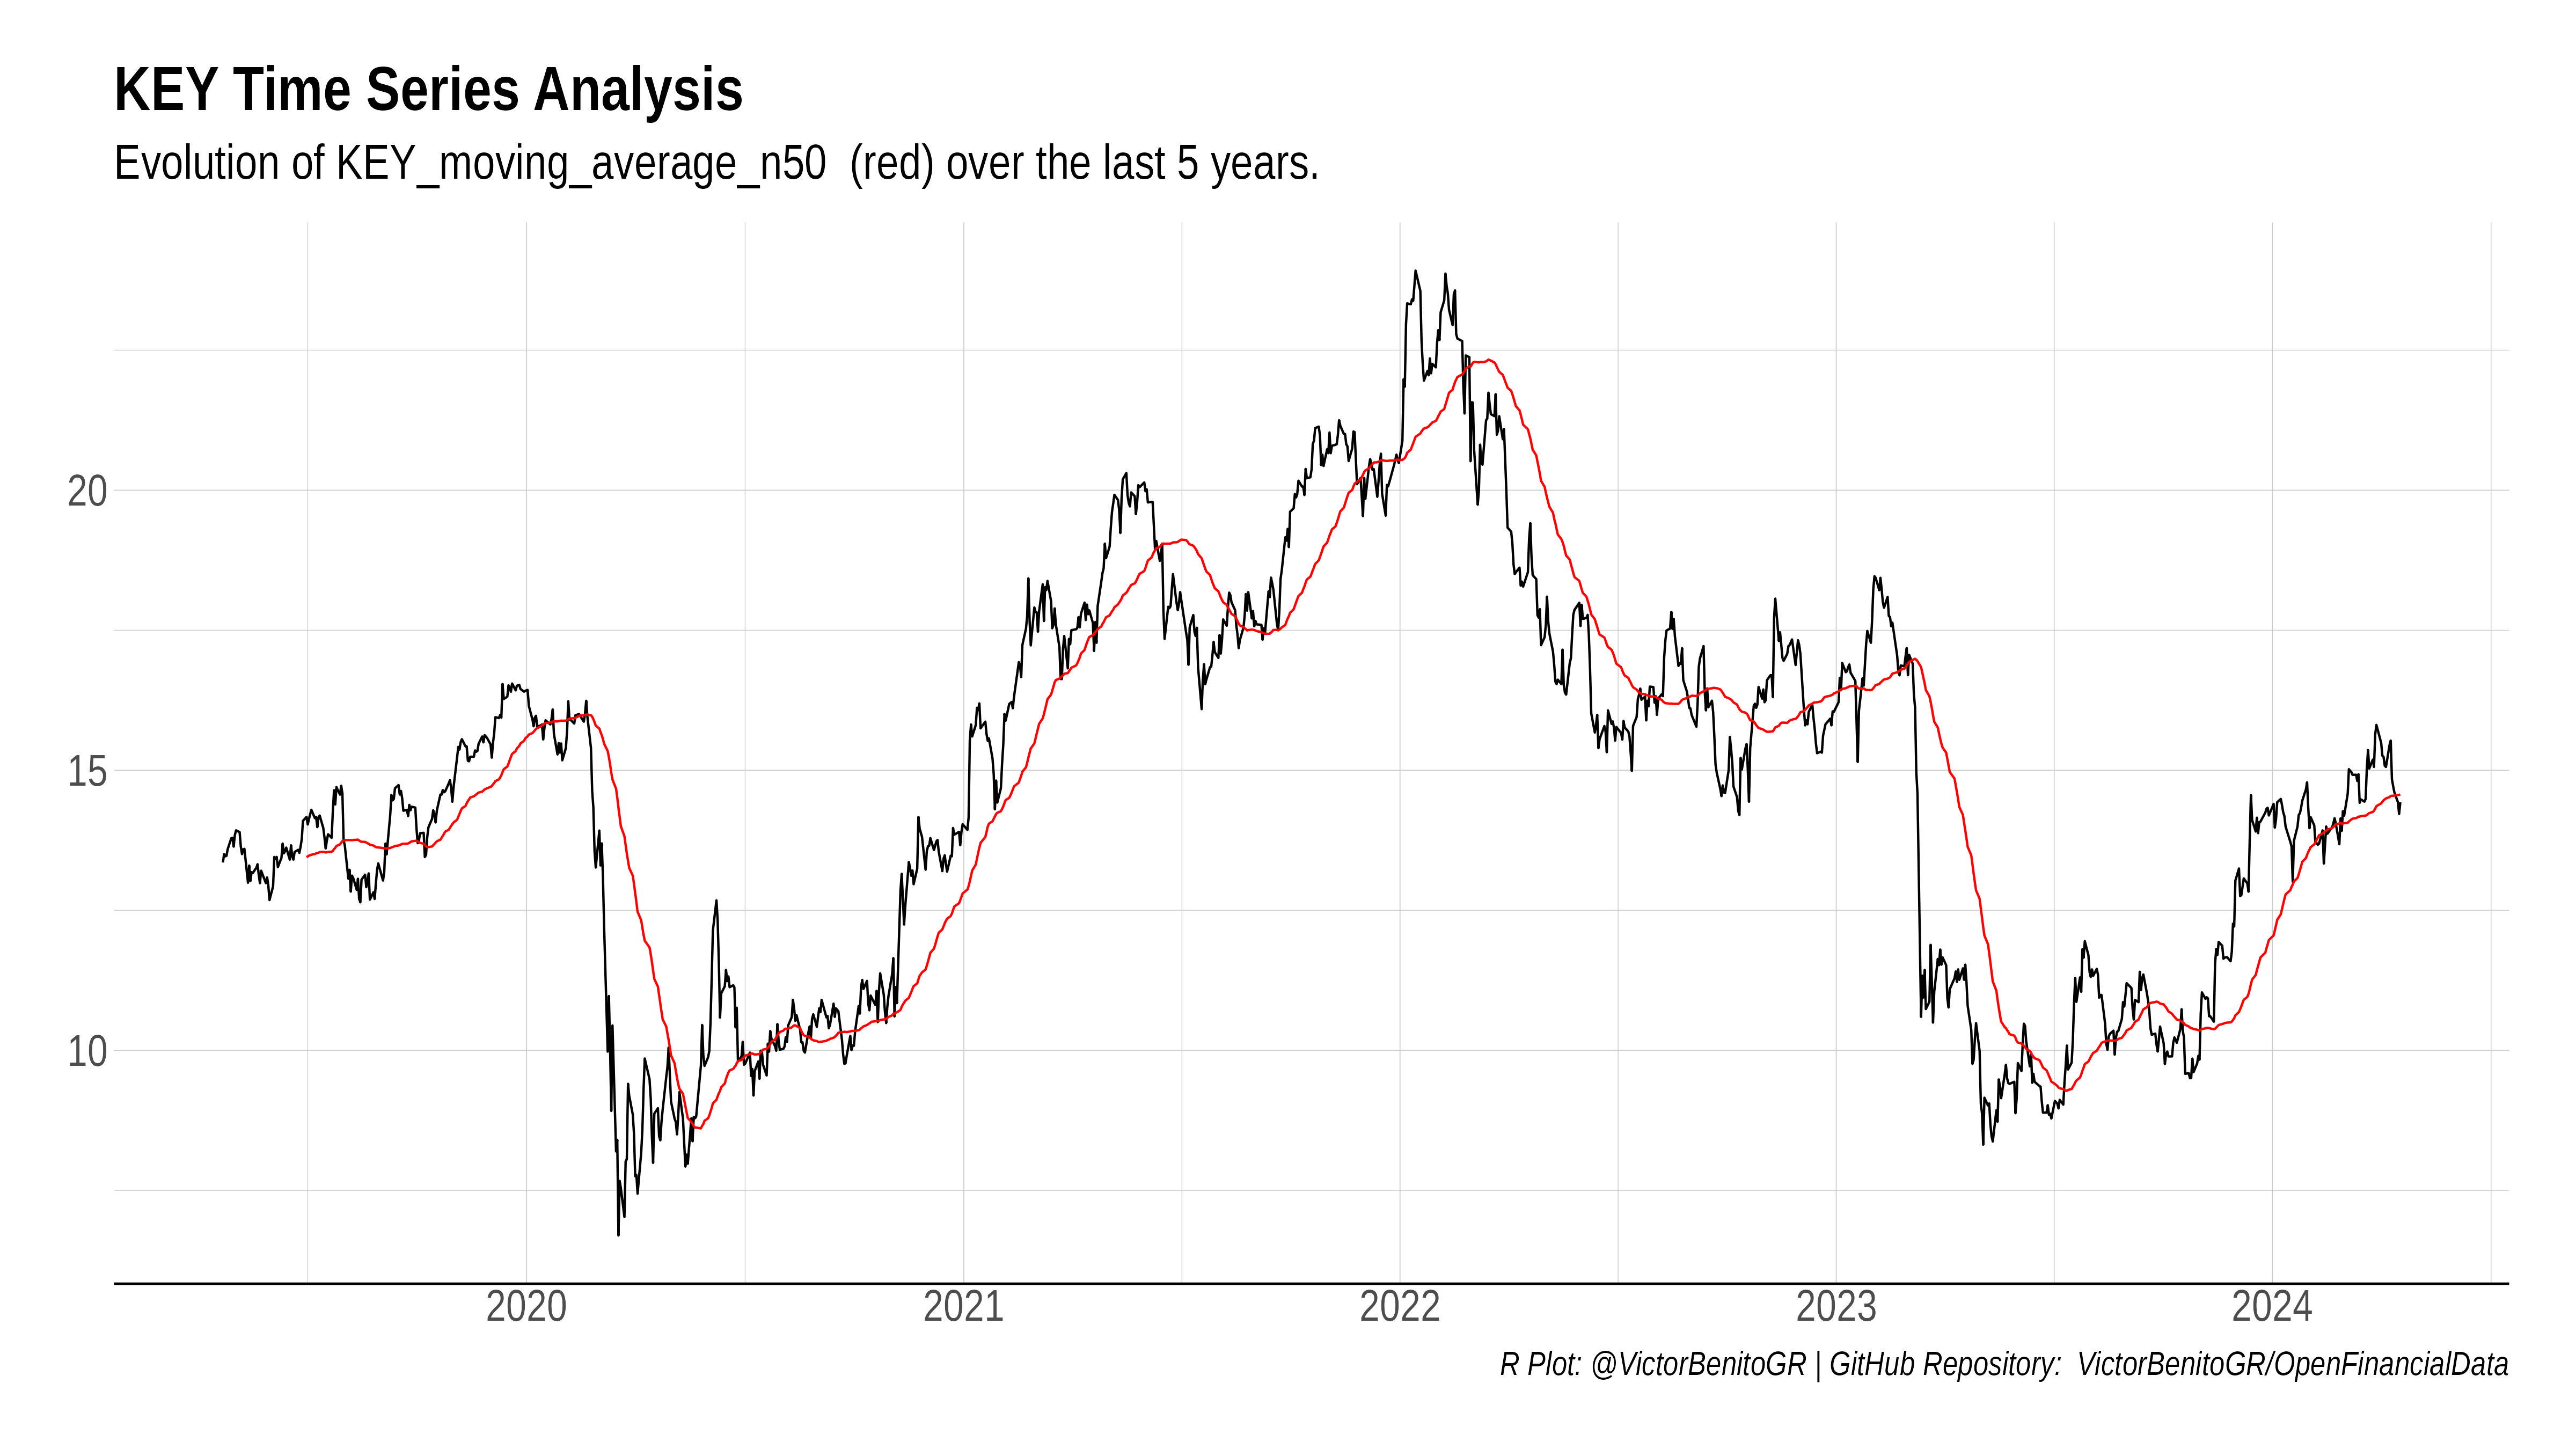 KEY Time Series Analysis
Evolution of KEY_moving_average_n50  (red) over the last 5 years.
20
15
10
2020 2021 2022 2023 2024
R Plot: @VictorBenitoGR | GitHub Repository:  VictorBenitoGR/OpenFinancialData